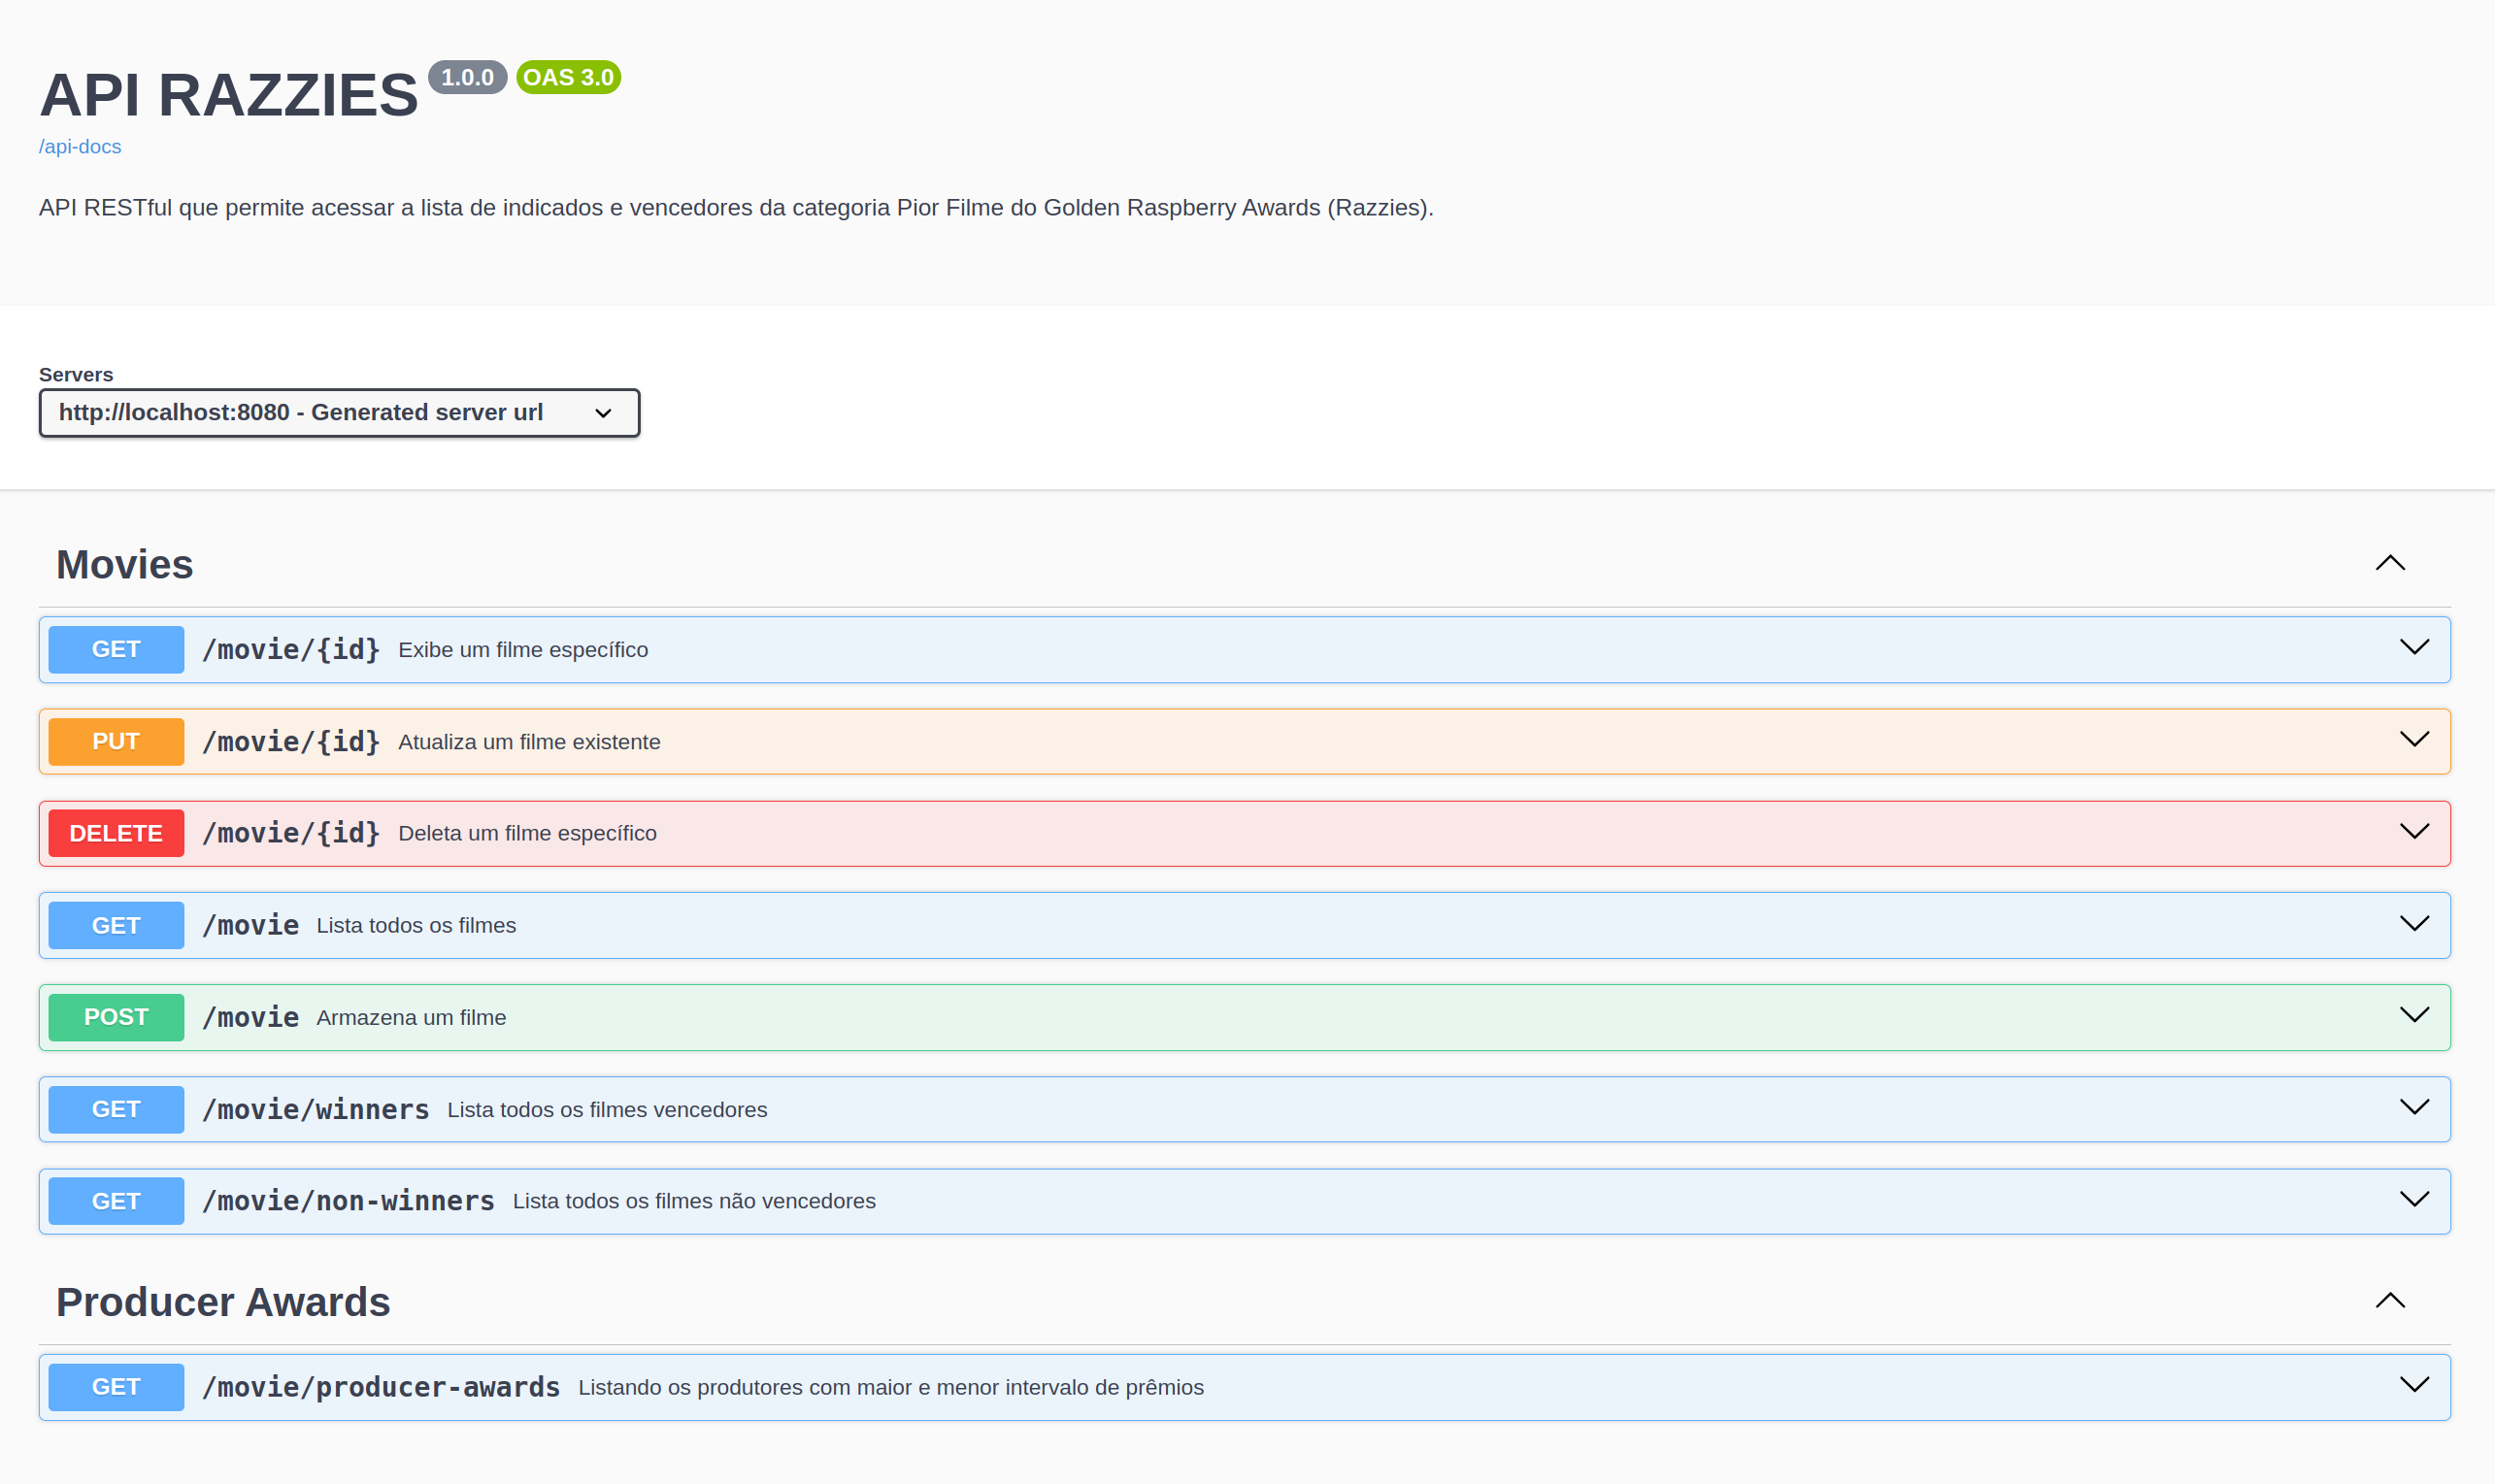 API RAZZIES 1.0.0 OAS 3.0
/api-docs
API RESTful que permite acessar a lista de indicados e vencedores da categoria Pior Filme do Golden Raspberry Awards (Razzies).
Servers
http://localhost:8080 - Generated server url
Movies
GET /movie/{id} Exibe um filme específico
PUT /movie/{id} Atualiza um filme existente
DELETE /movie/{id} Deleta um filme específico
GET /movie Lista todos os filmes
POST /movie Armazena um filme
GET /movie/winners Lista todos os filmes vencedores
GET /movie/non-winners Lista todos os filmes não vencedores
Producer Awards
GET /movie/producer-awards Listando os produtores com maior e menor intervalo de prêmios